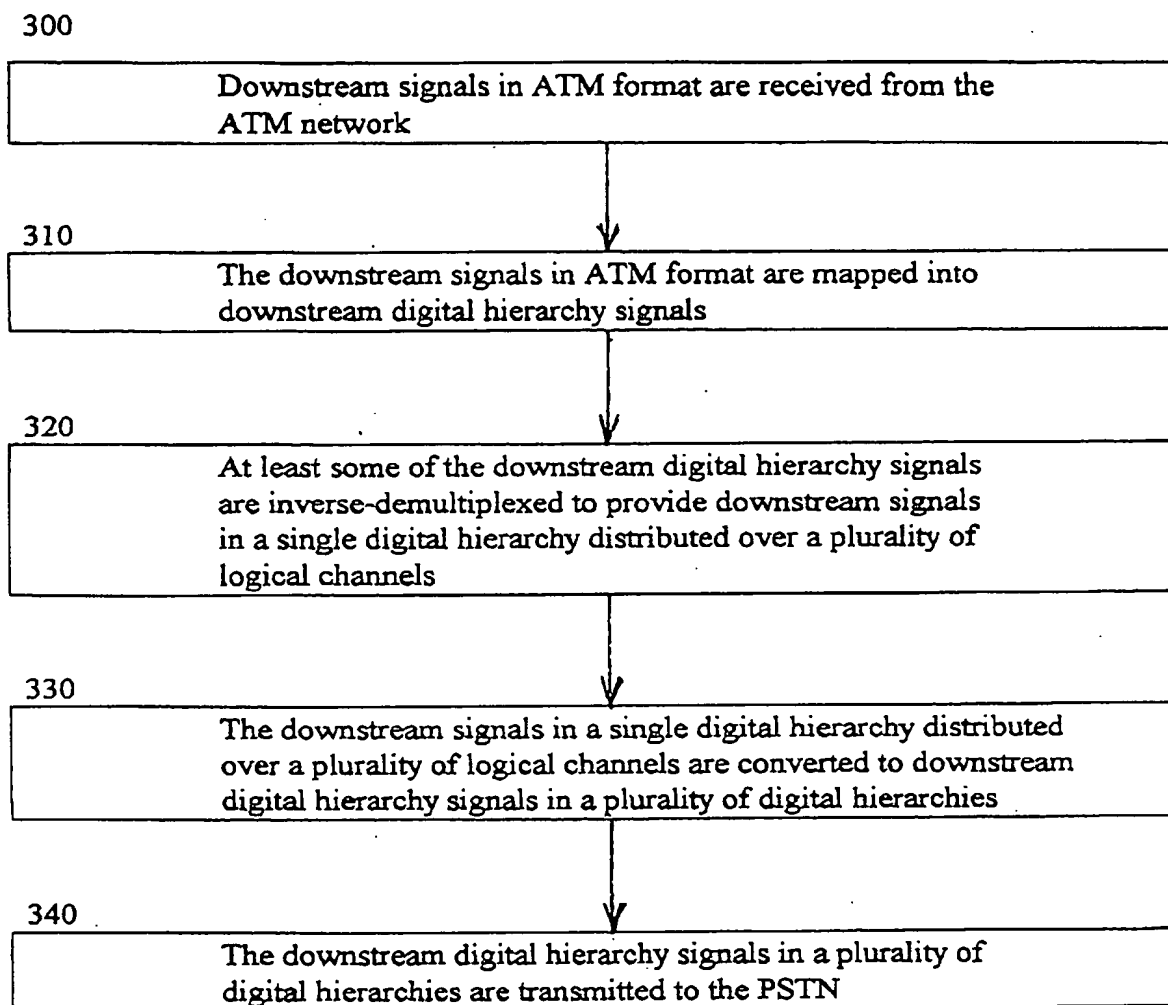 300
Downstream signals in ATM format are received from the
ATM network
310
The downstream signals in ATM format are mapped into
downstream digital hierarchy signals
320
At least some of the downstream digital hierarchy signals
are inverse-demultiplexed to provide downstream signals
in a single digital hierarchy distributed over a plurality of
logical channels
330
The downstream signals in a single digital hierarchy distributed
over a plurality of logical channels are converted to downstream
digital hierarchy signals in a plurality of digital hierarchies
340
The downstream digital hierarchy signals in a plurality of
digital hierarchies are transmitted to the PSTN